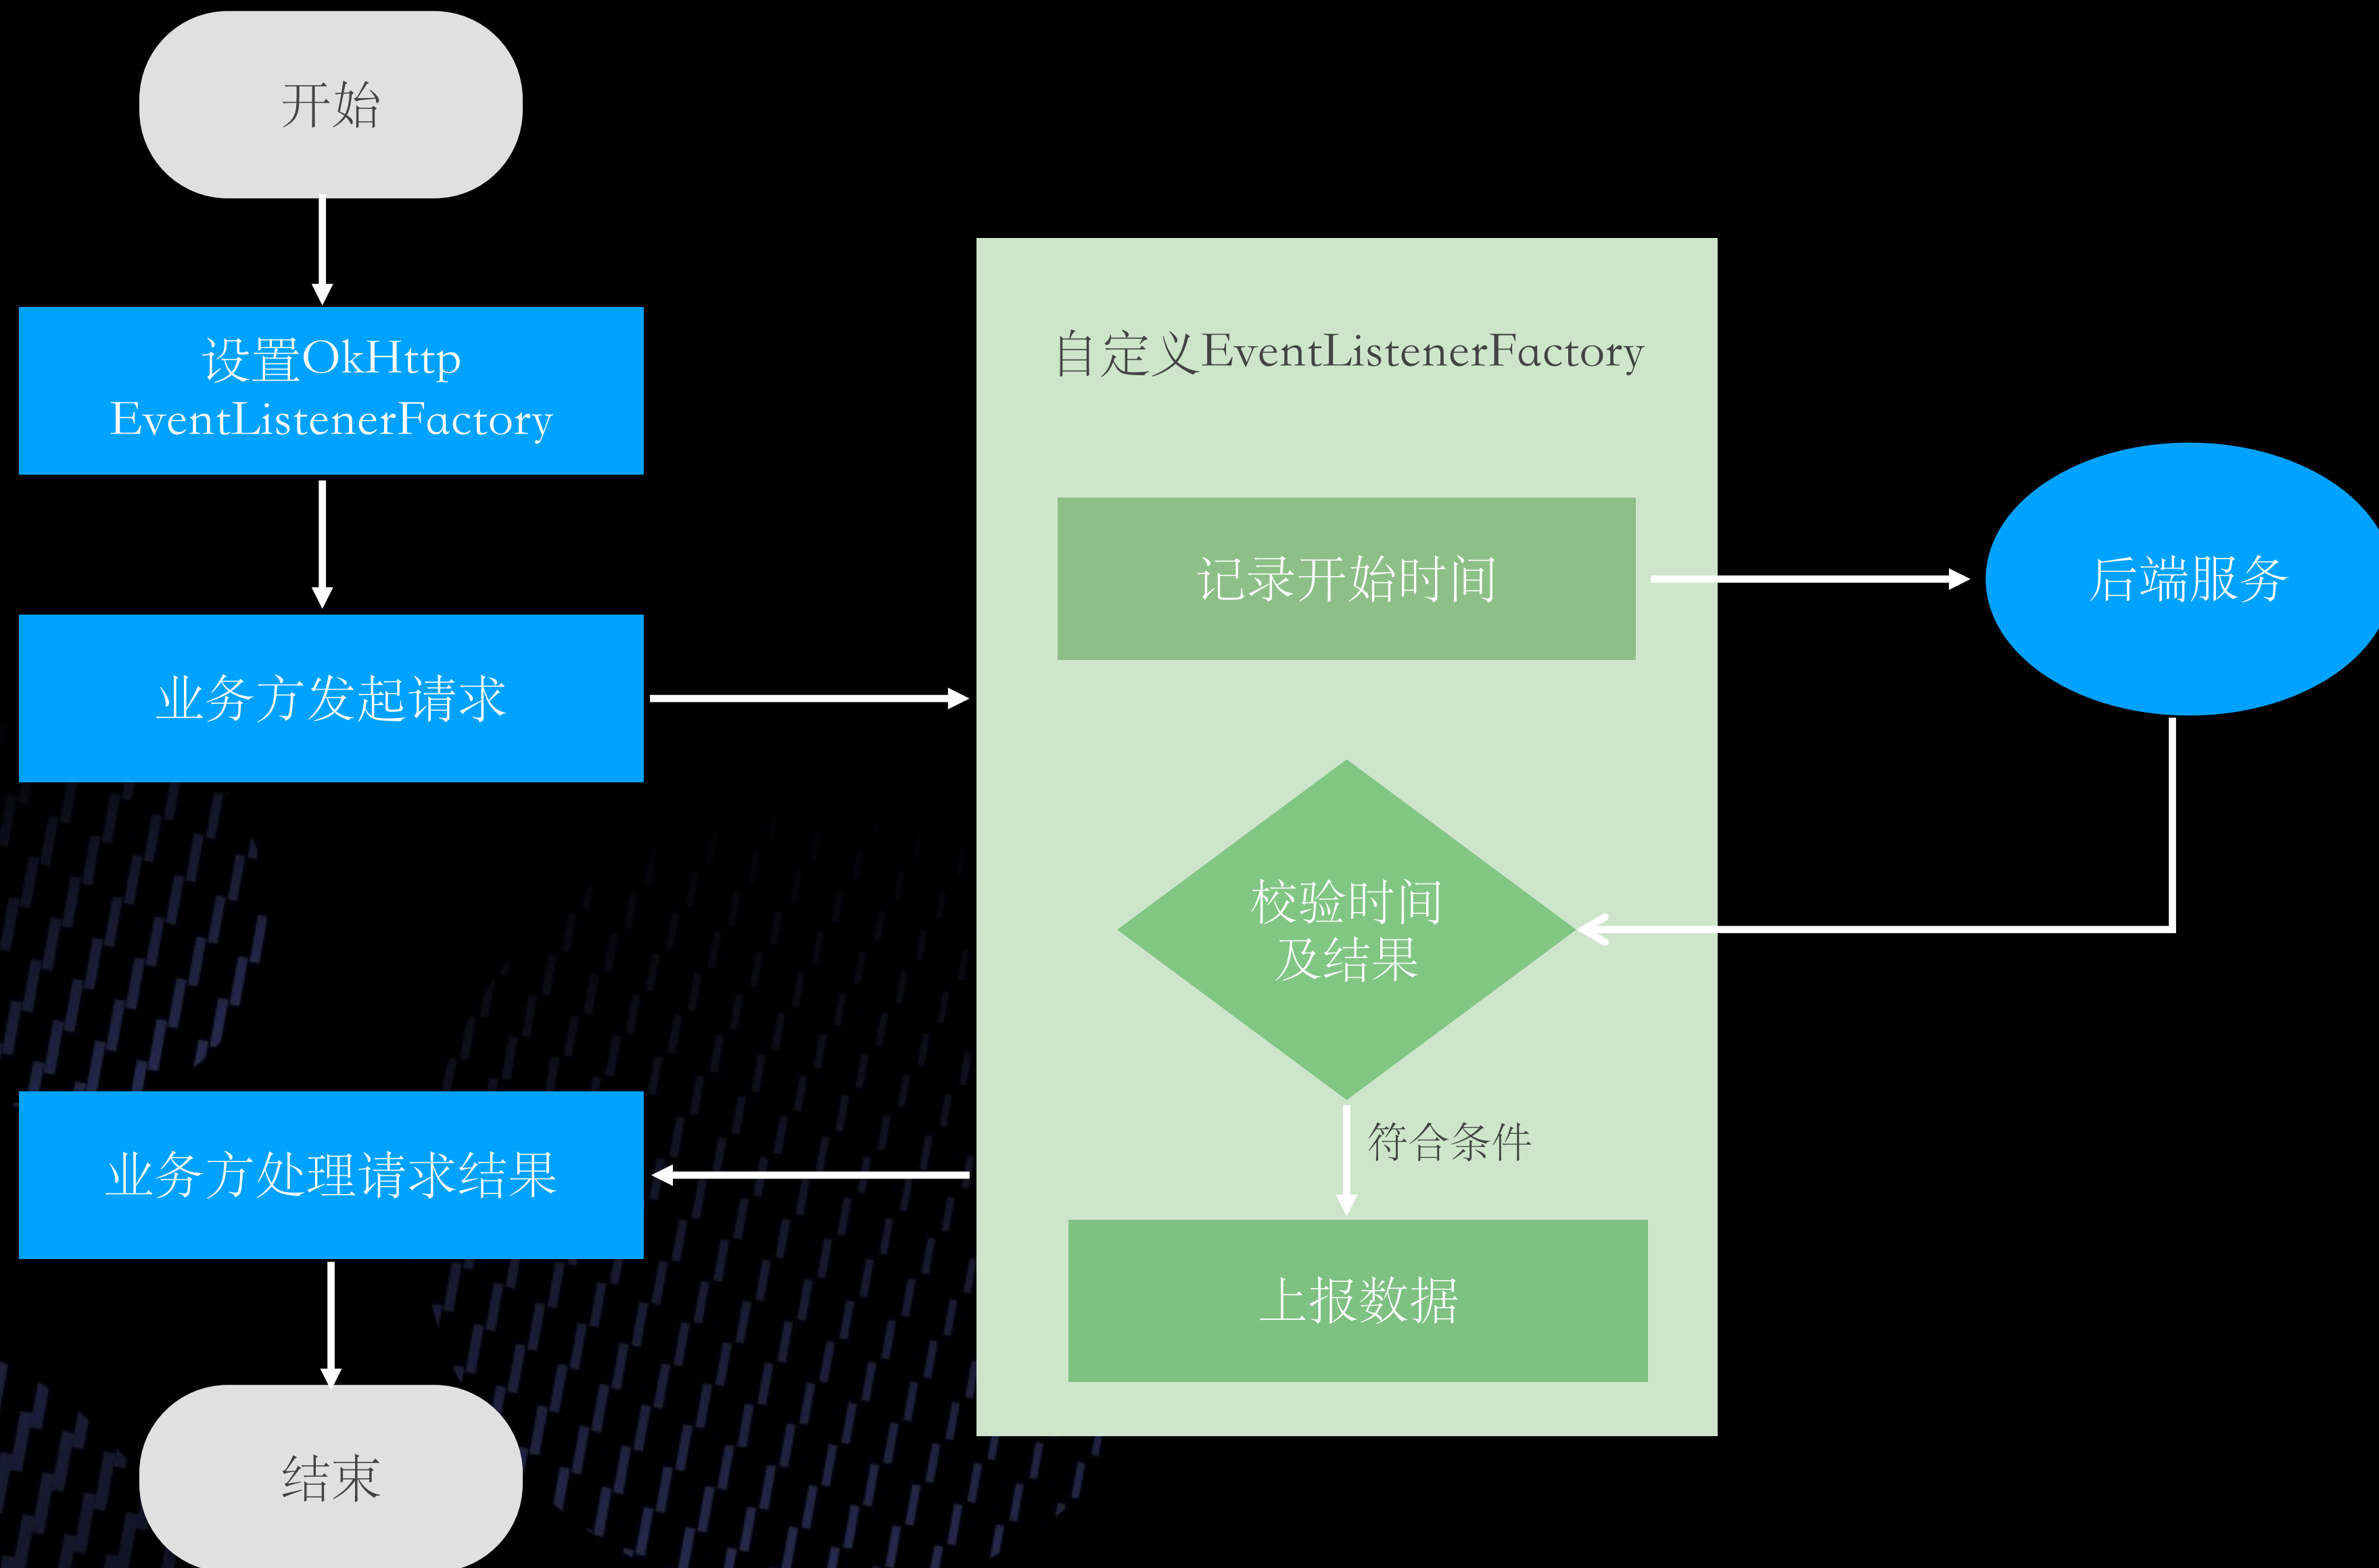 开始
设置OkHttp
EventListenerFactory
业务方发起请求
自定义EventListenerFactory
记录开始时间
后端服务
校验时间
及结果
符合条件
上报数据
业务方处理请求结果
结束